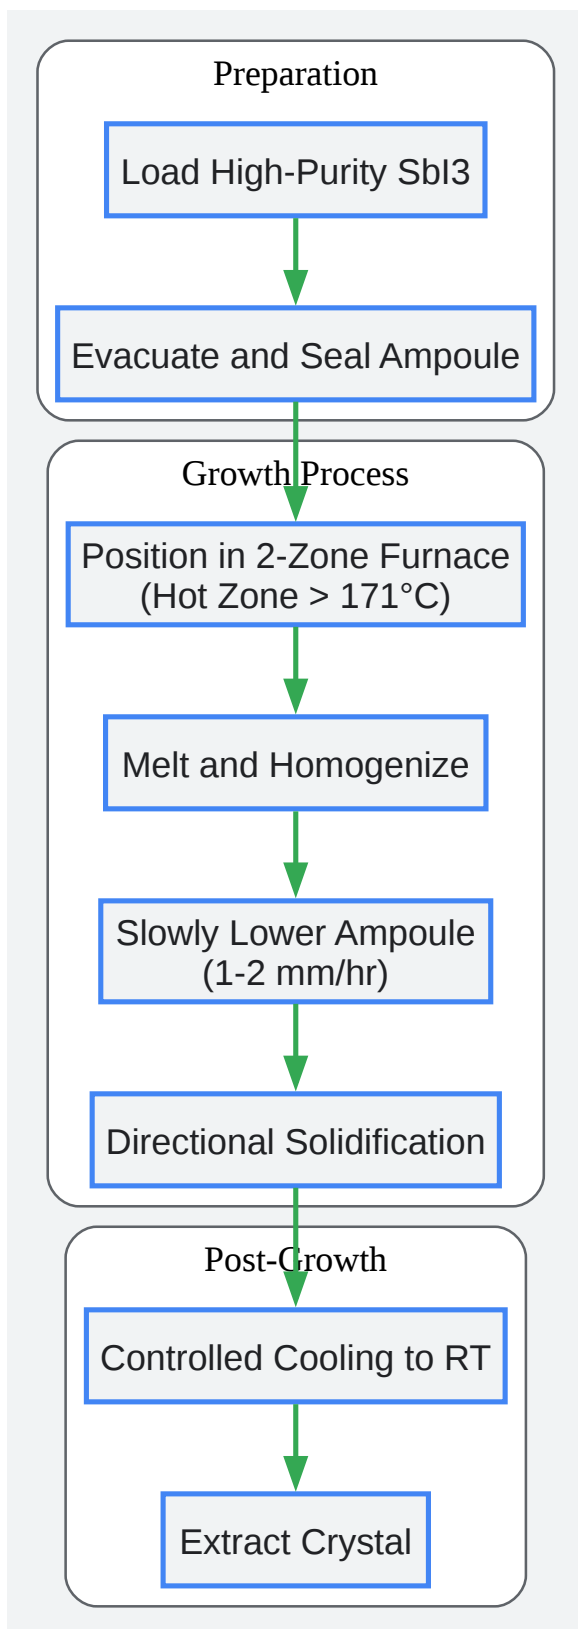 Preparation
Load High-Purity SbI3
Evacuate and Seal Ampoule
Growth Process
Position in 2-Zone Furnace
(Hot Zone > 171°C)
Melt and Homogenize
Slowly Lower Ampoule
(1-2 mm/hr)
Directional Solidification
Post-Growth
Controlled Cooling to RT
Extract Crystal